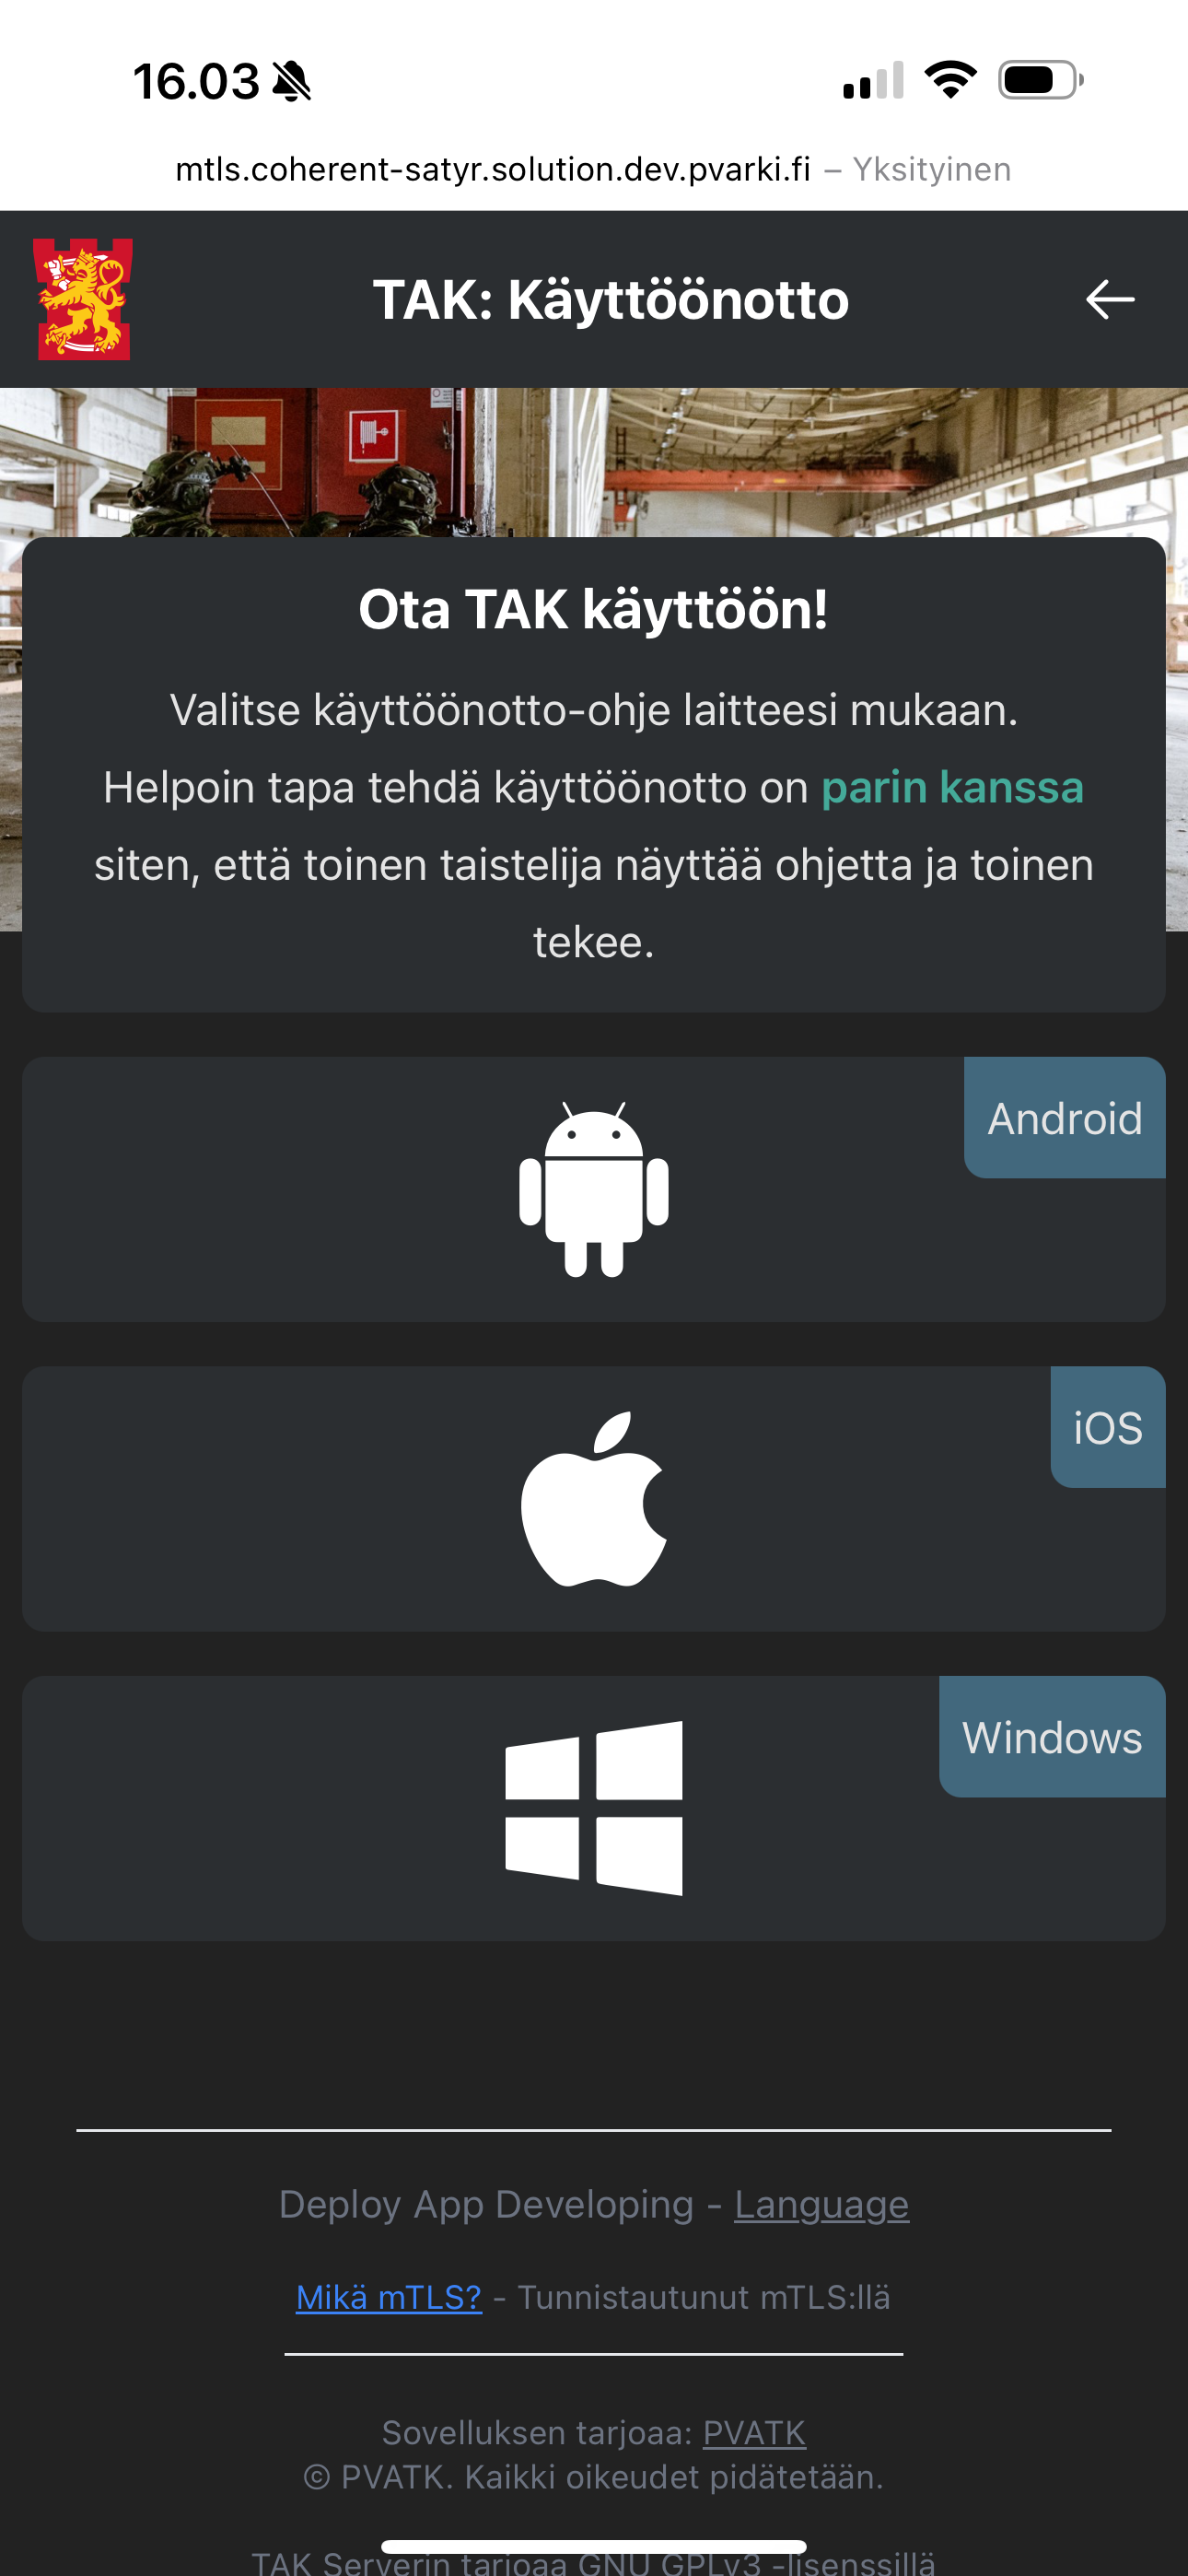 16.03
mtls.coherent-satyr.solution.dev.pvarki.fi – Yksityinen
TAK: Käyttöönotto
Ota TAK käyttöön!
Valitse käyttöönotto-ohje laitteesi mukaan.
Helpoin tapa tehdä käyttöönotto on parin kanssa
siten, että toinen taistelija näyttää ohjetta ja toinen
tekee.
Android
iOS
Windows
Deploy App Developing - Language
Mikä mTLS? - Tunnistautunut mTLS:llä
Sovelluksen tarjoaa: PVATK
© PVATK. Kaikki oikeudet pidätetään.
TAK Serverin tarjoaa GNU GPLv3 -lisenssillä